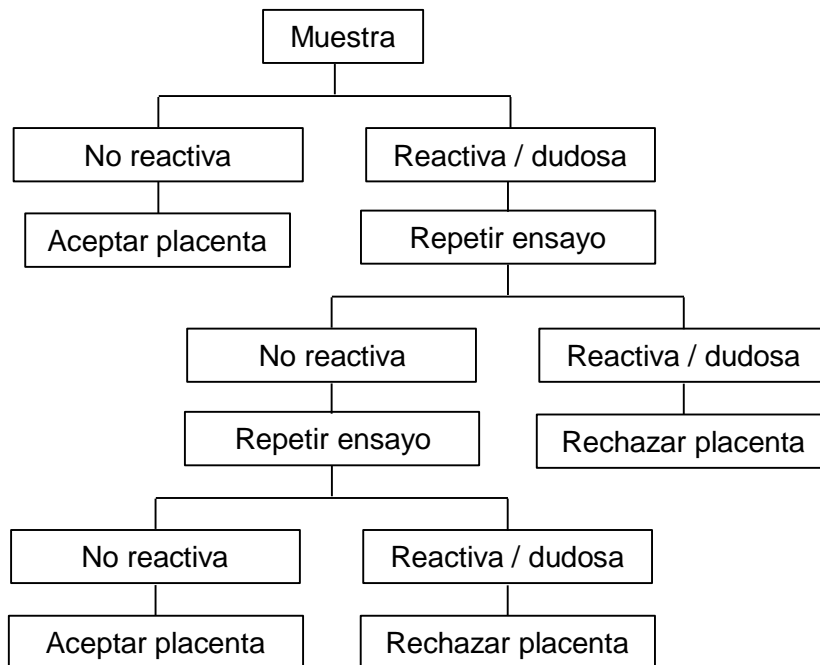 Muestra
No reactiva
Reactiva / dudosa
Aceptar placenta
Repetir ensayo
No reactiva
Reactiva / dudosa
Repetir ensayo
Rechazar placenta
No reactiva
Reactiva / dudosa
Aceptar placenta
Rechazar placenta